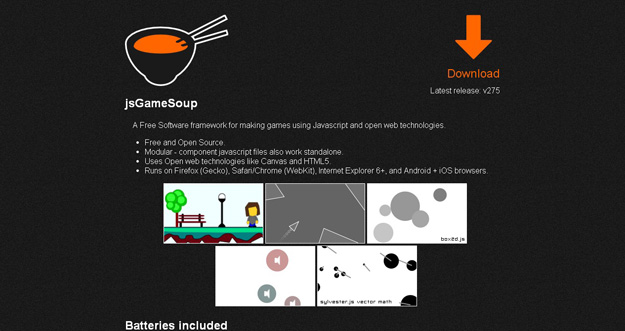 Download
Latest release: v275
jsGameSoup
A Free Software framework for making games using Javascript and open web technologies.
Free and Open Source.
Modular - component javascript files also work standalone.
Uses Open web technologies like Canvas and HTML5.
Runs on Firefox (Gecko), Safari/Chrome (WebKit), Internet Explorer 6+, and Android + iOS browsers.
box2d.js
sylvester.js vector math
Batteries included